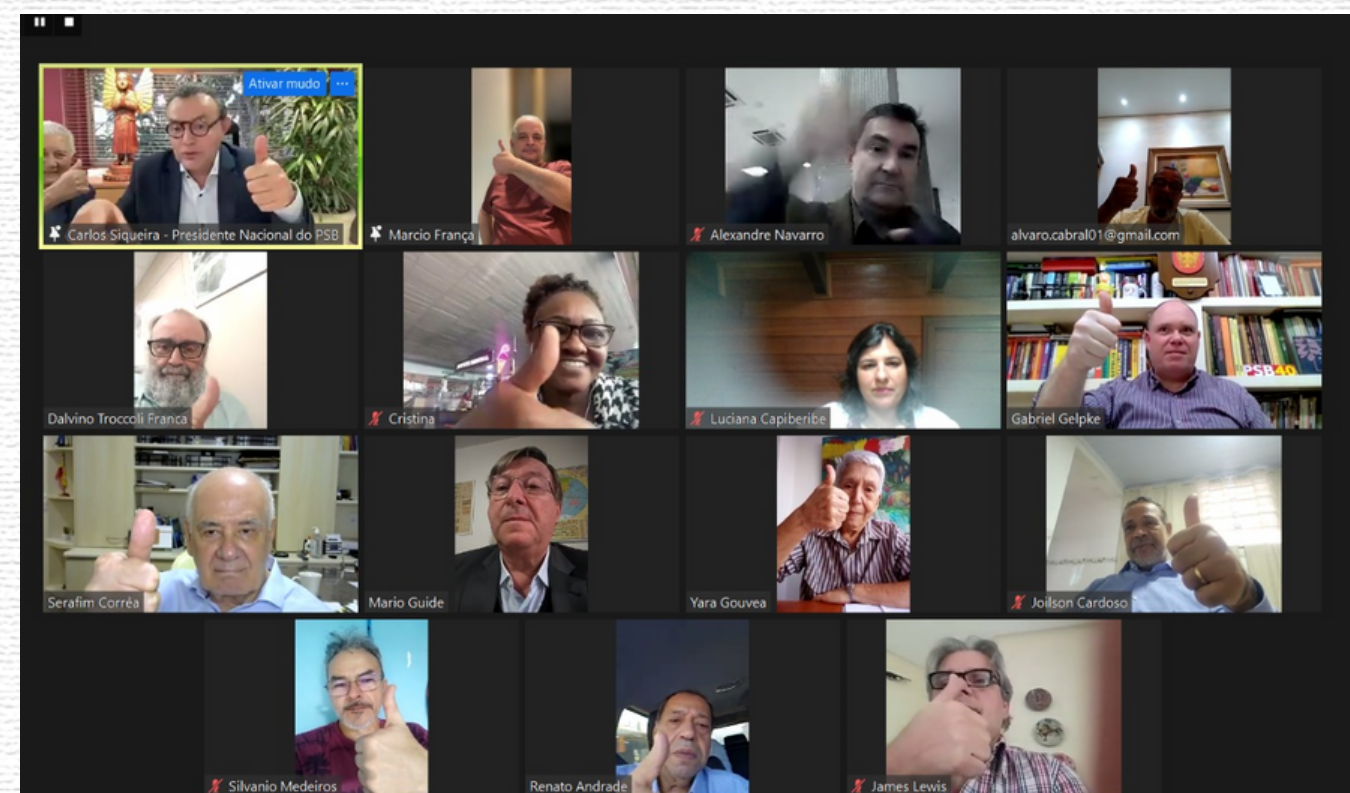 Ativar mudo ...
Carlos Siqueira - Presidente Nacional do PSB
Marcio França
Alexandre Navarro
alvaro.cabral01@gmail.com
Dalvino Troccoli Franca
Cristina
Luciana Capiberibe
Gabriel Gelpke
PSB40
Serafim Corrêa
Mario Guide
Yara Gouvea
Joilson Cardoso
Silvanio Medeiros
Renato Andrade
James Lewis